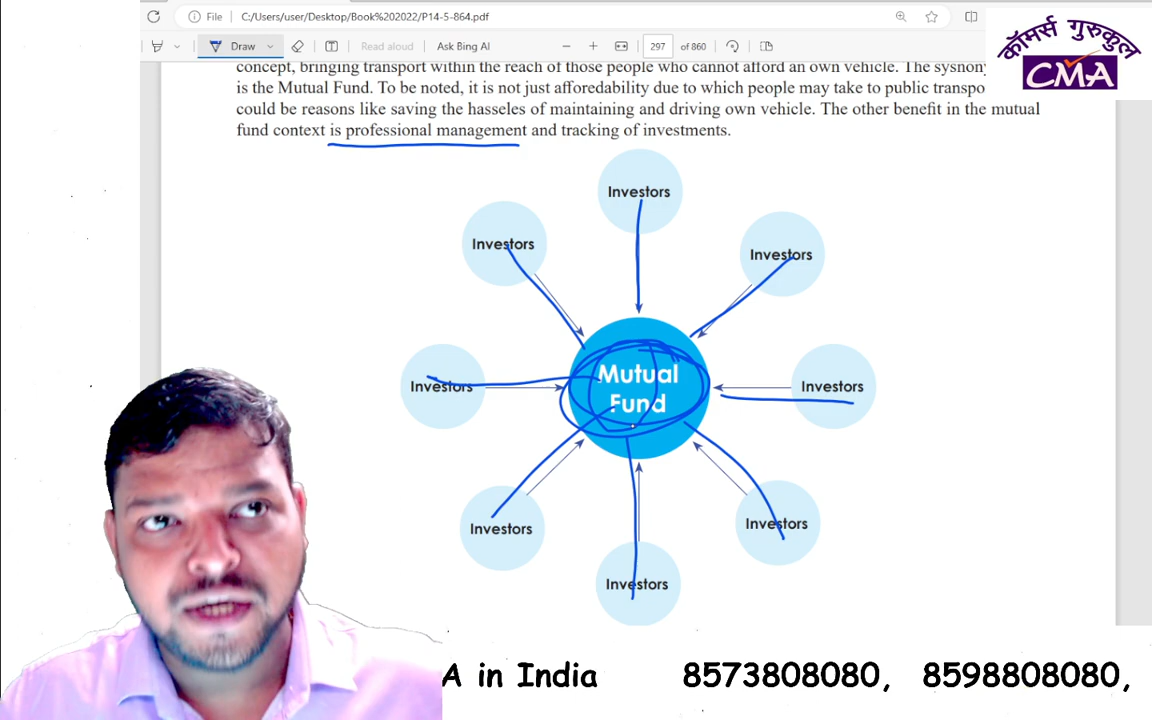 File C:/Users/user/Desktop/Book%202022/P14-5-864.pdf
Draw Read aloud Ask Bing AI 297 of 860
कॉमर्स गुरुकुल
CMA
concept, bringing transport within the reach of those people who cannot afford an own vehicle. The sysnony
is the Mutual Fund. To be noted, it is not just afforedability due to which people may take to public transpo
could be reasons like saving the hasseles of maintaining and driving own vehicle. The other benefit in the mutual
fund context is professional management and tracking of investments.
Investors
Investors
Investors
Mutual
Fund
Investors
Investors
Investors
Investors
Investors
A in India 8573808080, 8598808080,